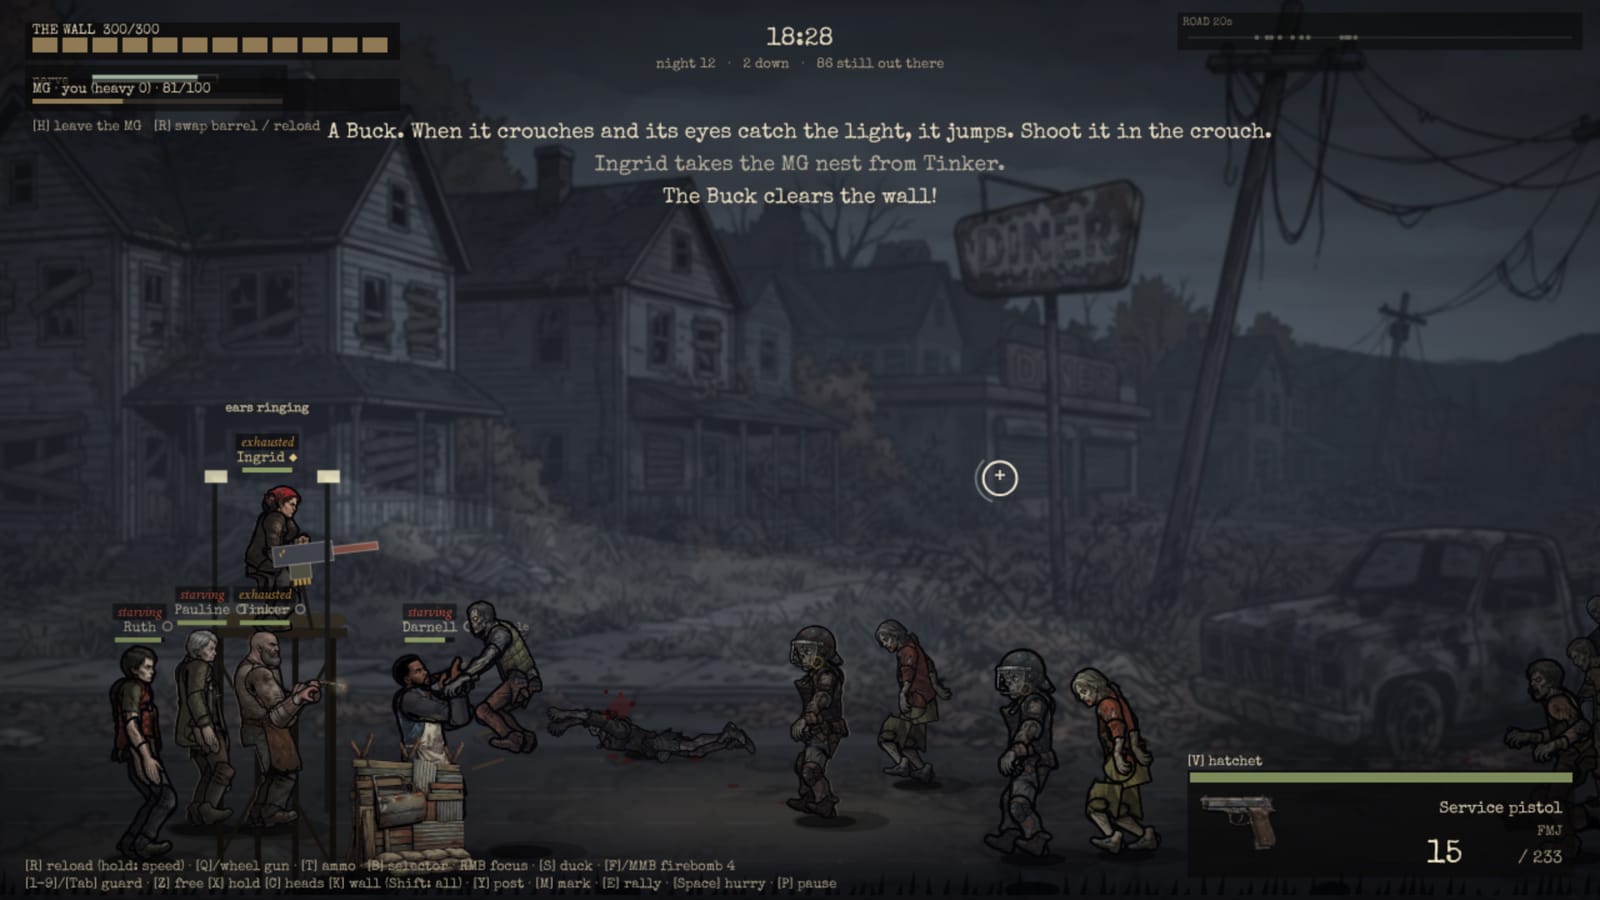 THE WALL 300/300
nerve
MG · you (heavy 0) · 81/100
[H] leave the MG [R] swap barrel / reload
18:28
night 12 · 2 down · 86 still out there
ROAD 20s
A Buck. When it crouches and its eyes catch the light, it jumps. Shoot it in the crouch.
Ingrid takes the MG nest from Tinker.
The Buck clears the wall!
DINER
DINER
ears ringing
exhausted
Ingrid
starving
Ruth
starving
Pauline
exhausted
Tinker
starving
Darnell
[V] hatchet
Service pistol
FMJ
15 / 233
[R] reload (hold: speed) · [Q]/wheel gun · [T] ammo · [B] selector · RMB focus · [S] duck · [F]/MMB firebomb 4
[1-9]/[Tab] guard · [Z] free [X] hold [C] heads [K] wall (Shift: all) · [Y] post · [M] mark · [E] rally · [Space] hurry · [P] pause